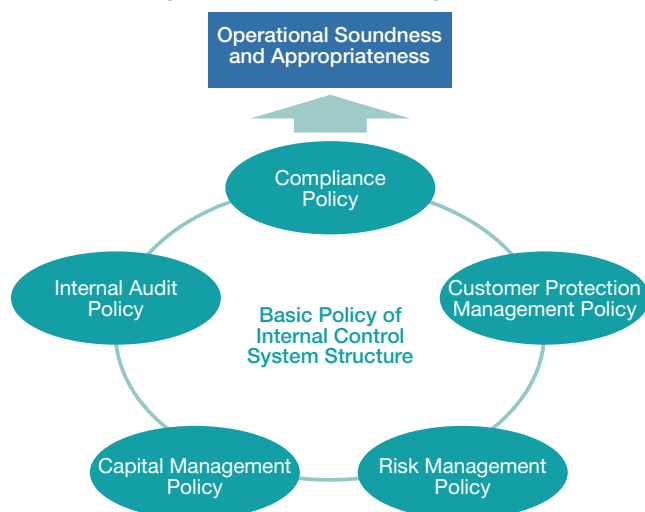 Operational Soundness
and Appropriateness
Compliance
Policy
Internal Audit
Policy
Customer Protection
Management Policy
Basic Policy of
Internal Control
System Structure
Capital Management
Policy
Risk Management
Policy